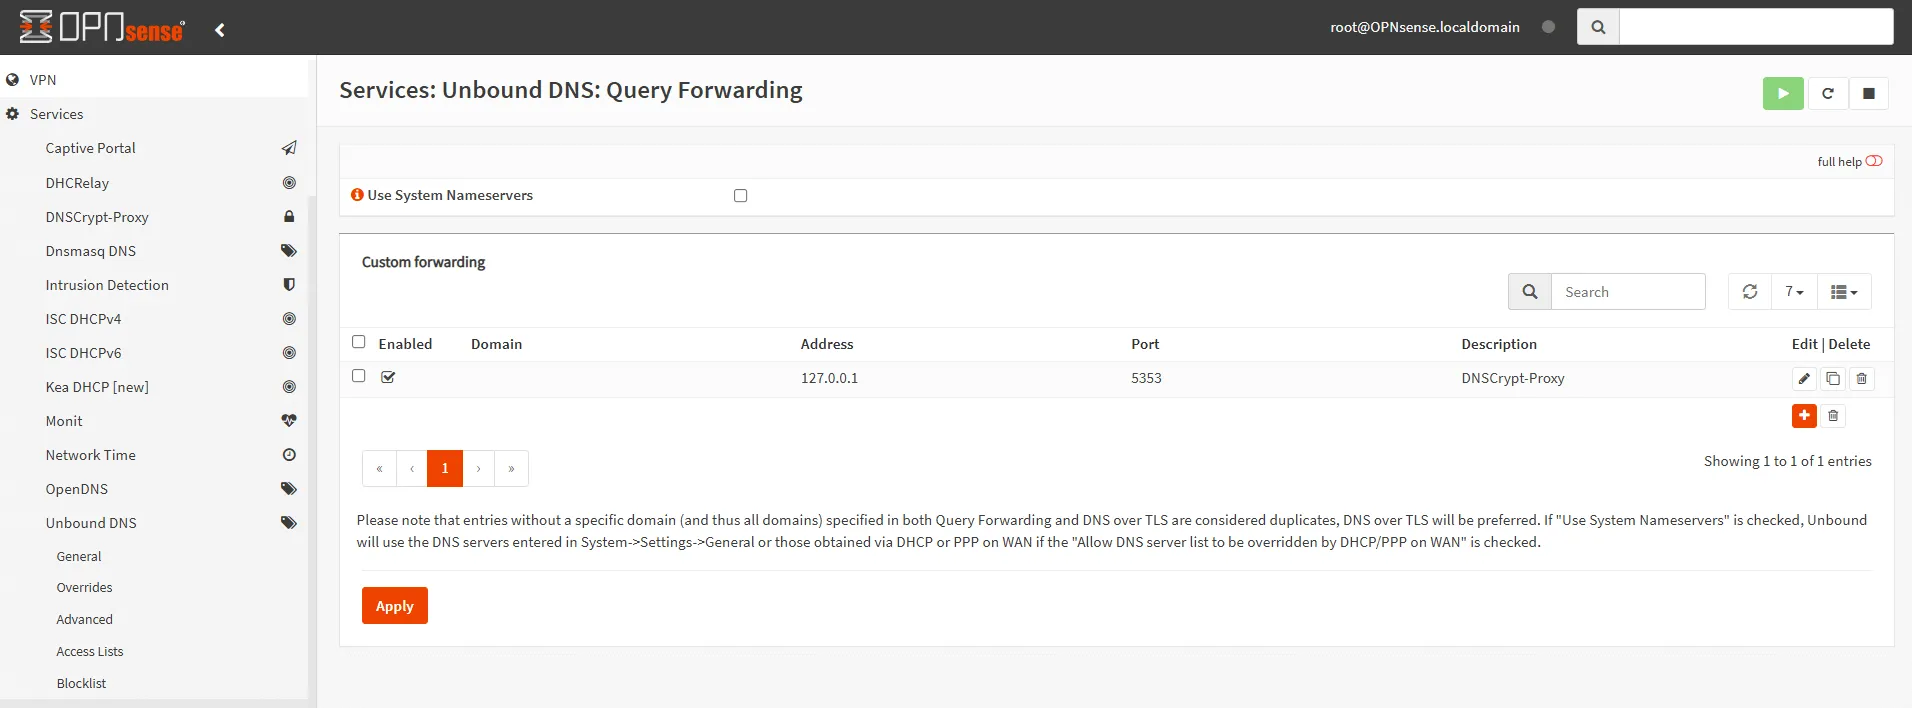 OPNsense
root@OPNsense.localdomain
VPN
Services
Captive Portal
DHCRelay
DNSCrypt-Proxy
Dnsmasq DNS
Intrusion Detection
ISC DHCPv4
ISC DHCPv6
Kea DHCP [new]
Monit
Network Time
OpenDNS
Unbound DNS
General
Overrides
Advanced
Access Lists
Blocklist
Services: Unbound DNS: Query Forwarding
full help
Use System Nameservers
Custom forwarding
Search
7
Enabled Domain Address Port Description Edit | Delete
127.0.0.1 5353 DNSCrypt-Proxy
« ‹ 1 › »
Showing 1 to 1 of 1 entries
Please note that entries without a specific domain (and thus all domains) specified in both Query Forwarding and DNS over TLS are considered duplicates, DNS over TLS will be preferred. If "Use System Nameservers" is checked, Unbound
will use the DNS servers entered in System->Settings->General or those obtained via DHCP or PPP on WAN if the "Allow DNS server list to be overridden by DHCP/PPP on WAN" is checked.
Apply